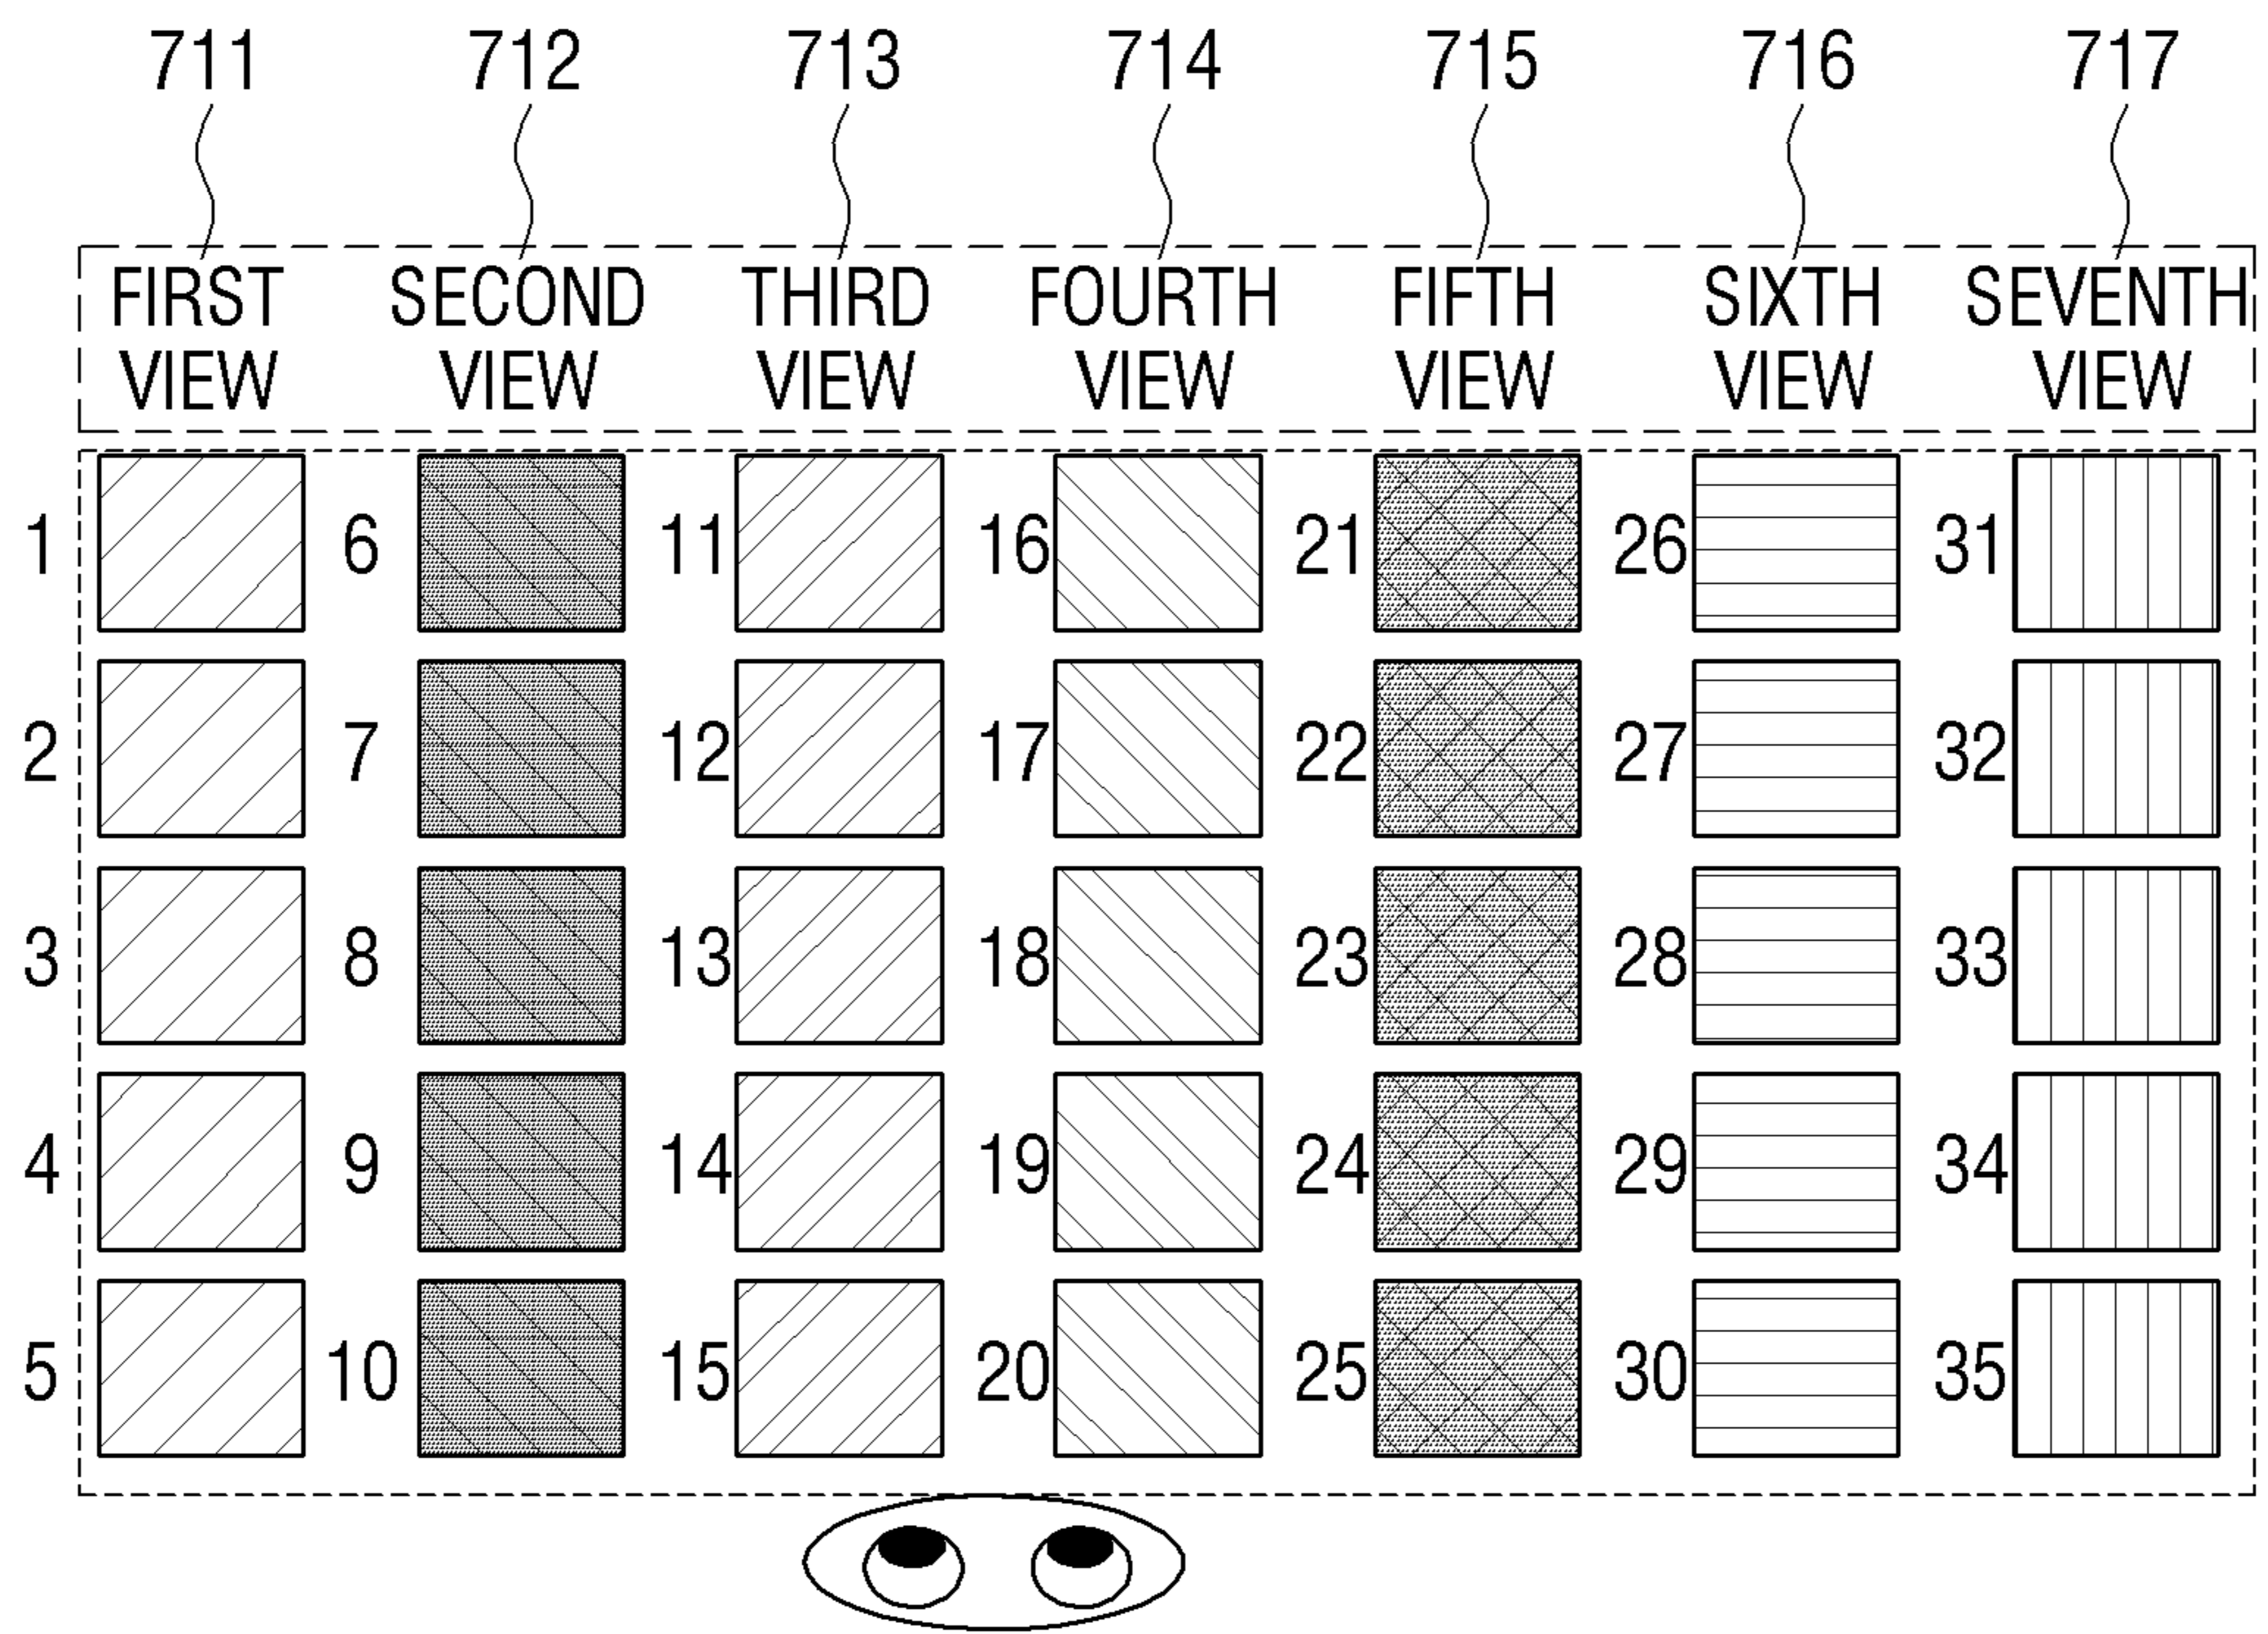 711 712 713 714 715 716 717
FIRST SECOND THIRD FOURTH FIFTH SIXTH SEVENTH
VIEW VIEW VIEW VIEW VIEW VIEW VIEW
1 6 11 16 21 26 31
2 7 12 17 22 27 32
3 8 13 18 23 28 33
4 9 14 19 24 29 34
5 10 15 20 25 30 35